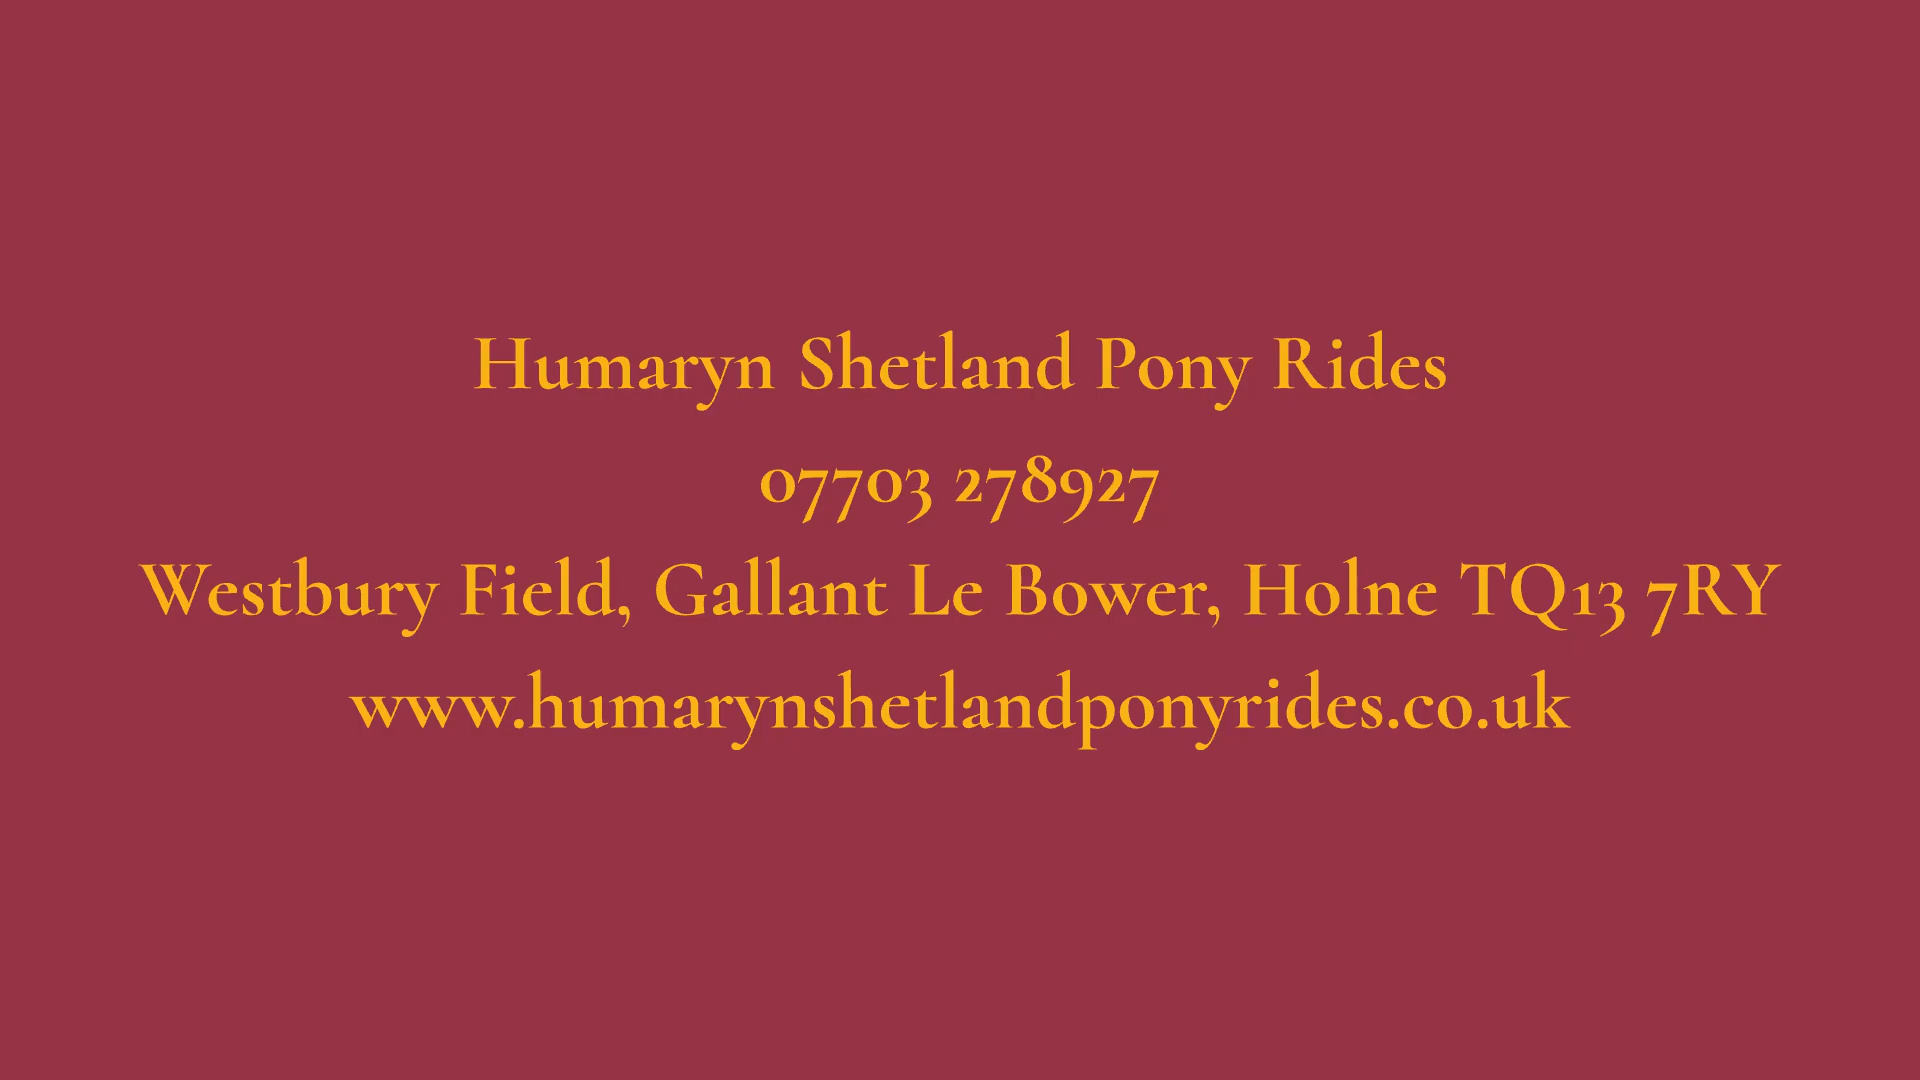 Humaryn Shetland Pony Rides
07703 278927
Westbury Field, Gallant Le Bower, Holne TQ13 7RY
www.humarynshetlandponyrides.co.uk